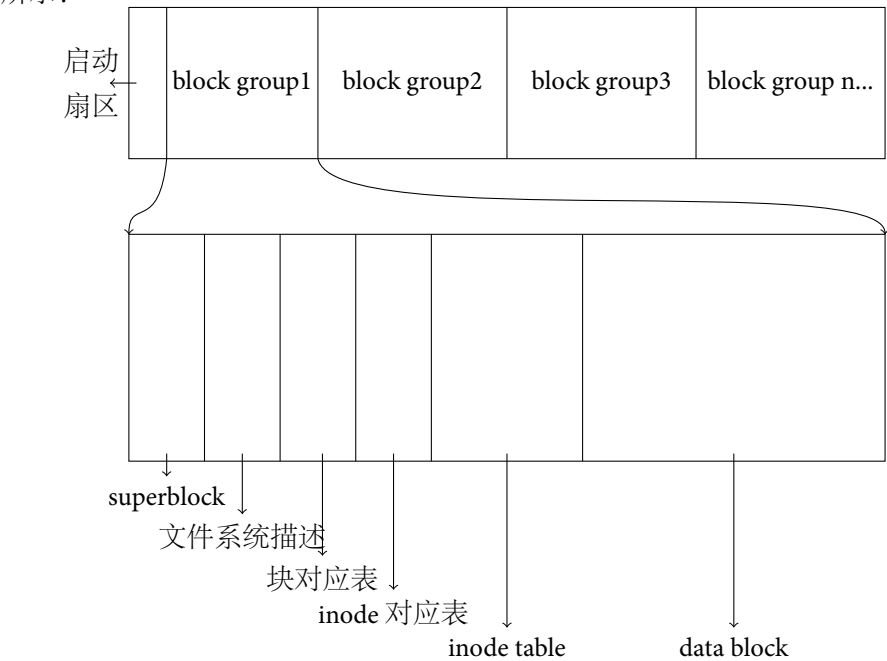 启动
扇区
block group1
block group2
block group3
block group n...
superblock
文件系统描述
块对应表
inode 对应表
inode table
data block